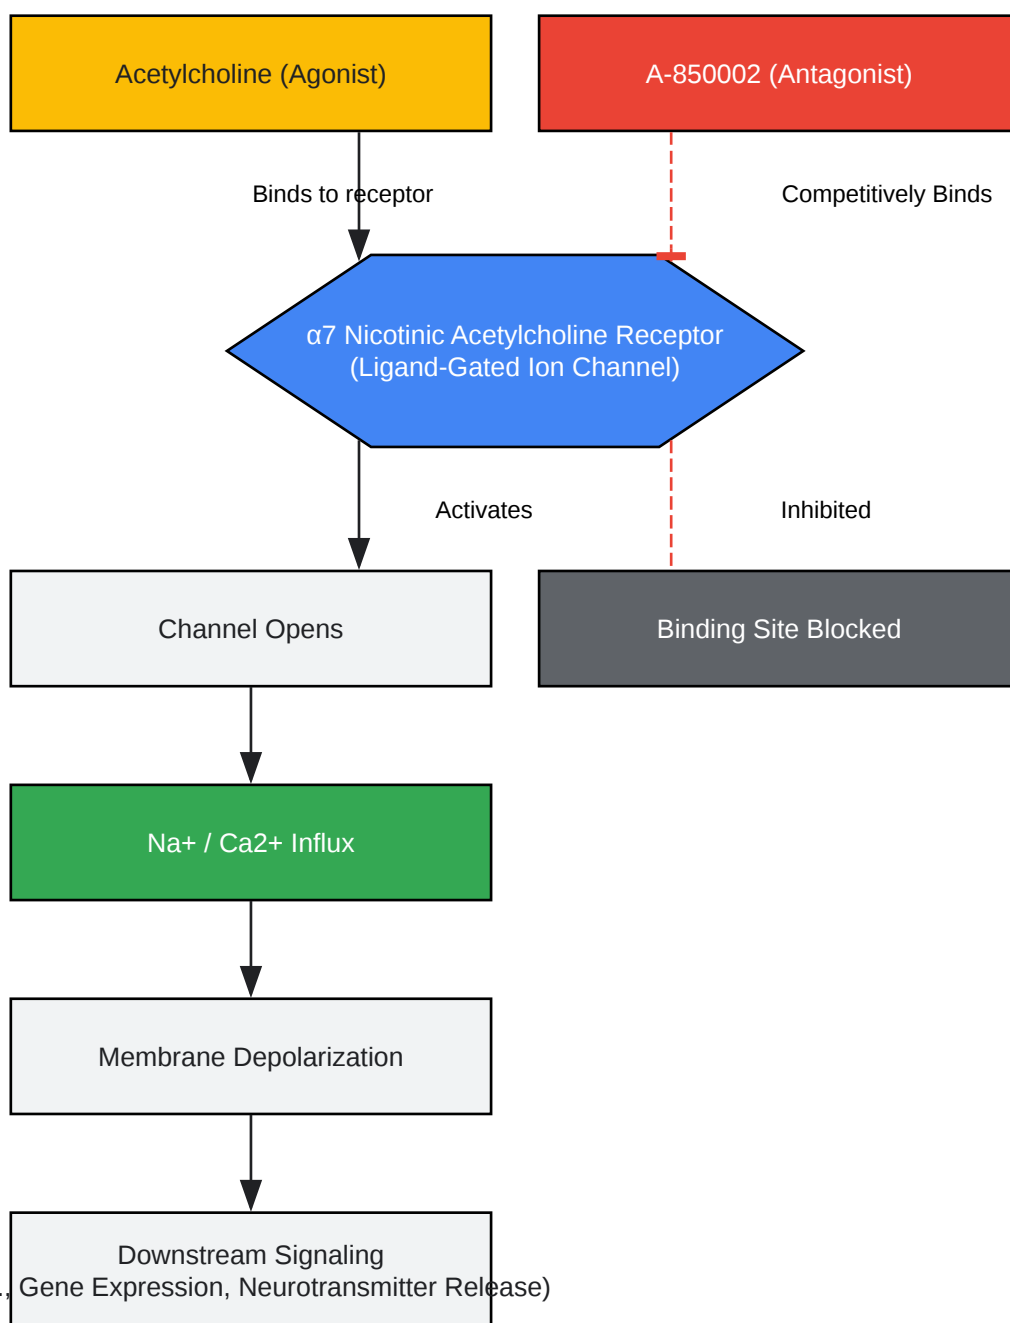 Acetylcholine (Agonist)
A-850002 (Antagonist)
Binds to receptor
Competitively Binds
α7 Nicotinic Acetylcholine Receptor
(Ligand-Gated Ion Channel)
Activates
Inhibited
Channel Opens
Binding Site Blocked
Na+ / Ca2+ Influx
Membrane Depolarization
Downstream Signaling
., Gene Expression, Neurotransmitter Release)